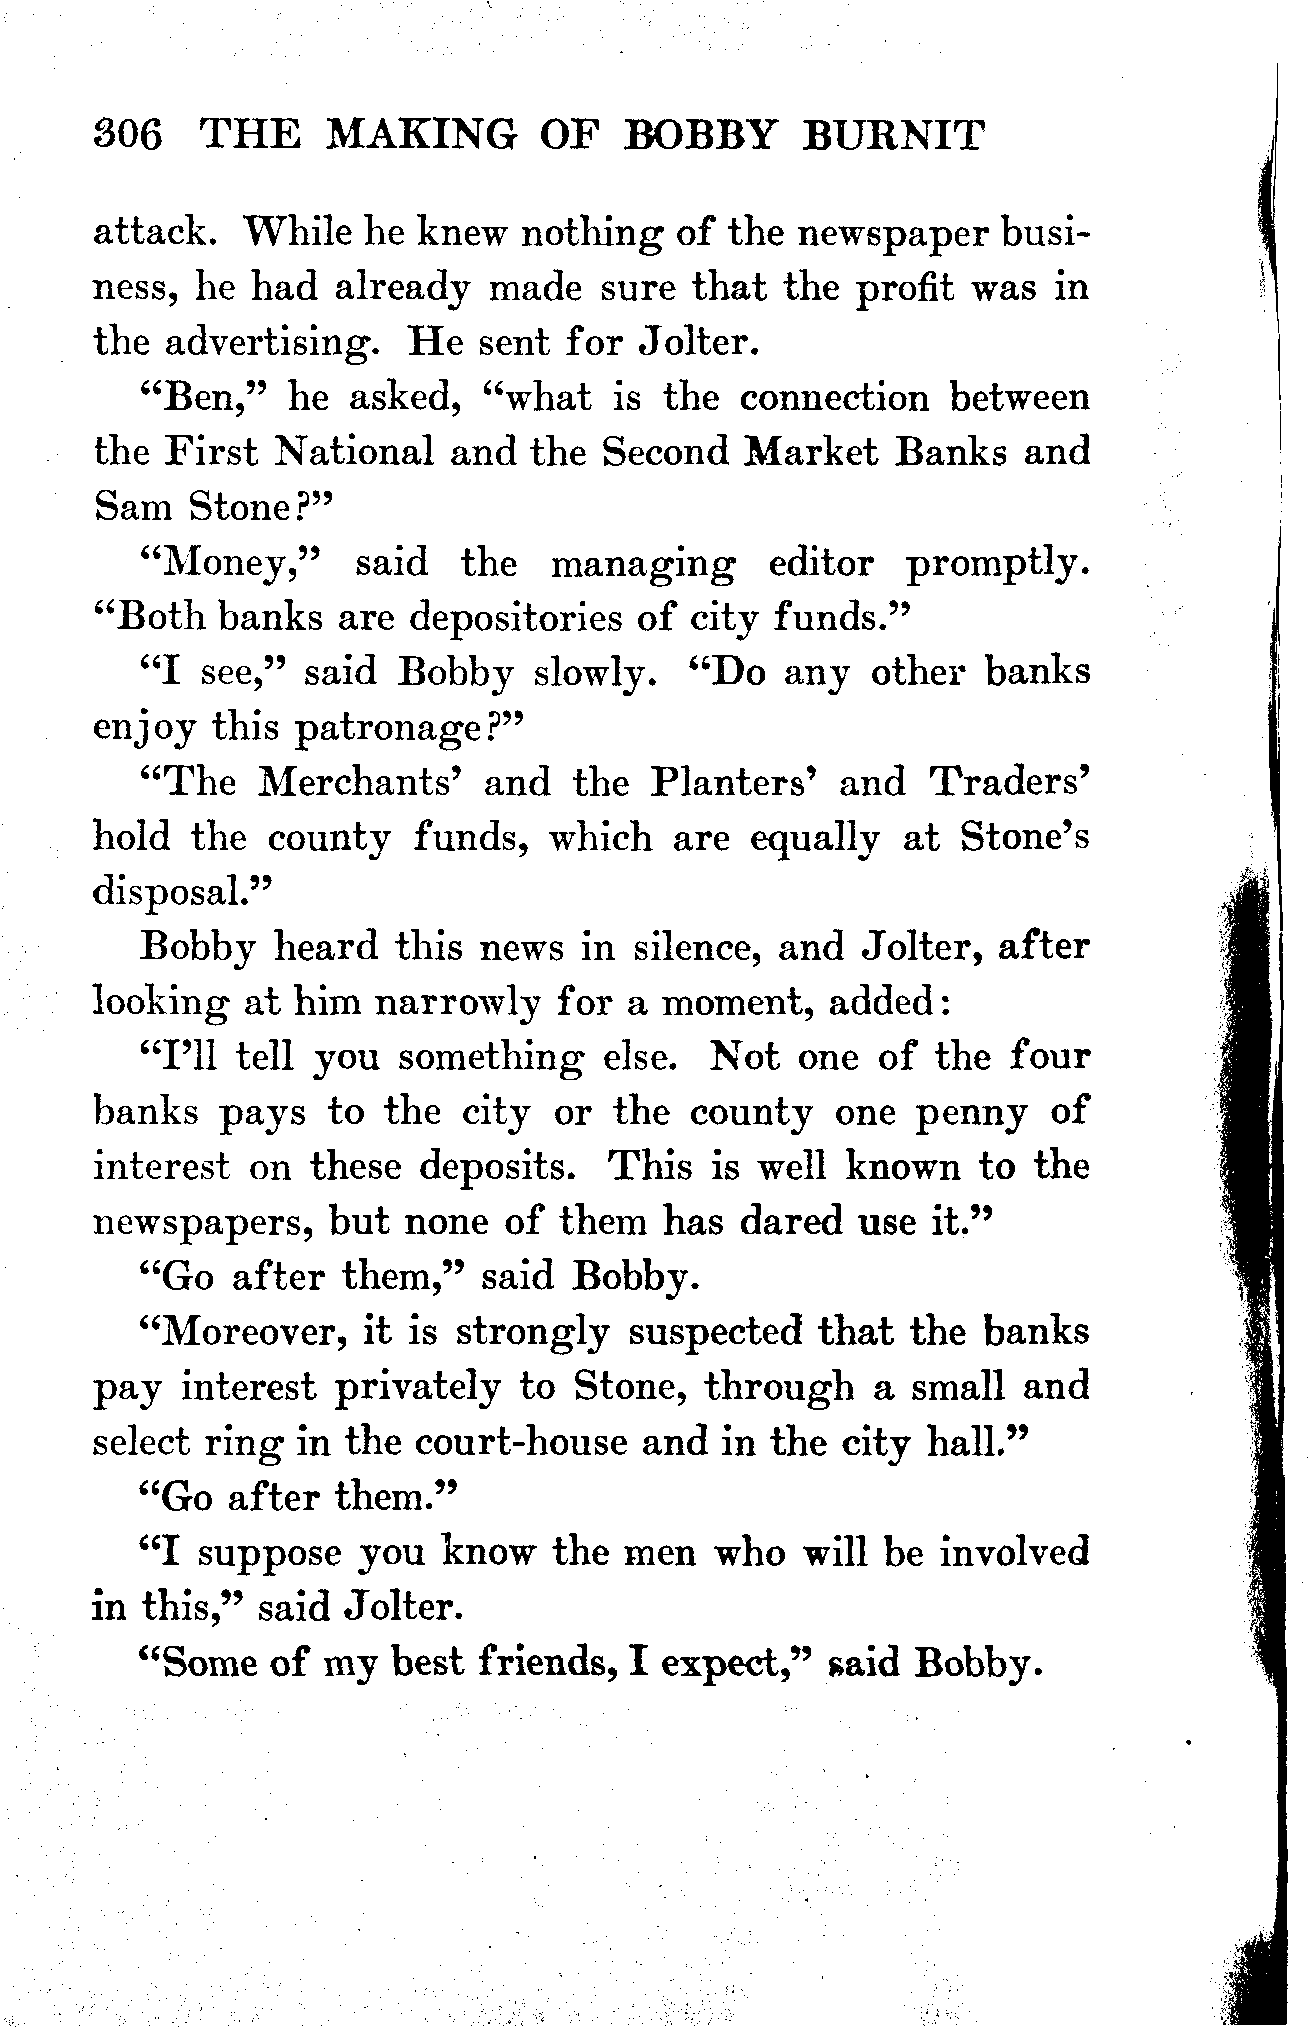 306 THE MAKING OF BOBBY BURNIT
attack. While he knew nothing of the newspaper busi-
ness, he had already made sure that the profit was in
the advertising. He sent for Jolter.
“Ben,” he asked, “what is the connection between
the First National and the Second Market Banks and
Sam Stone?”
“Money,” said the managing editor promptly.
“Both banks are depositories of city funds.”
“I see,” said Bobby slowly. “Do any other banks
enjoy this patronage?”
“The Merchants’ and the Planters’ and Traders’
hold the county funds, which are equally at Stone’s
disposal.”
Bobby heard this news in silence, and Jolter, after
looking at him narrowly for a moment, added:
“I’ll tell you something else. Not one of the four
banks pays to the city or the county one penny of
interest on these deposits. This is well known to the
newspapers, but none of them has dared use it.”
“Go after them,” said Bobby.
“Moreover, it is strongly suspected that the banks
pay interest privately to Stone, through a small and
select ring in the court-house and in the city hall.”
“Go after them.”
“I suppose you know the men who will be involved
in this,” said Jolter.
“Some of my best friends, I expect,” said Bobby.